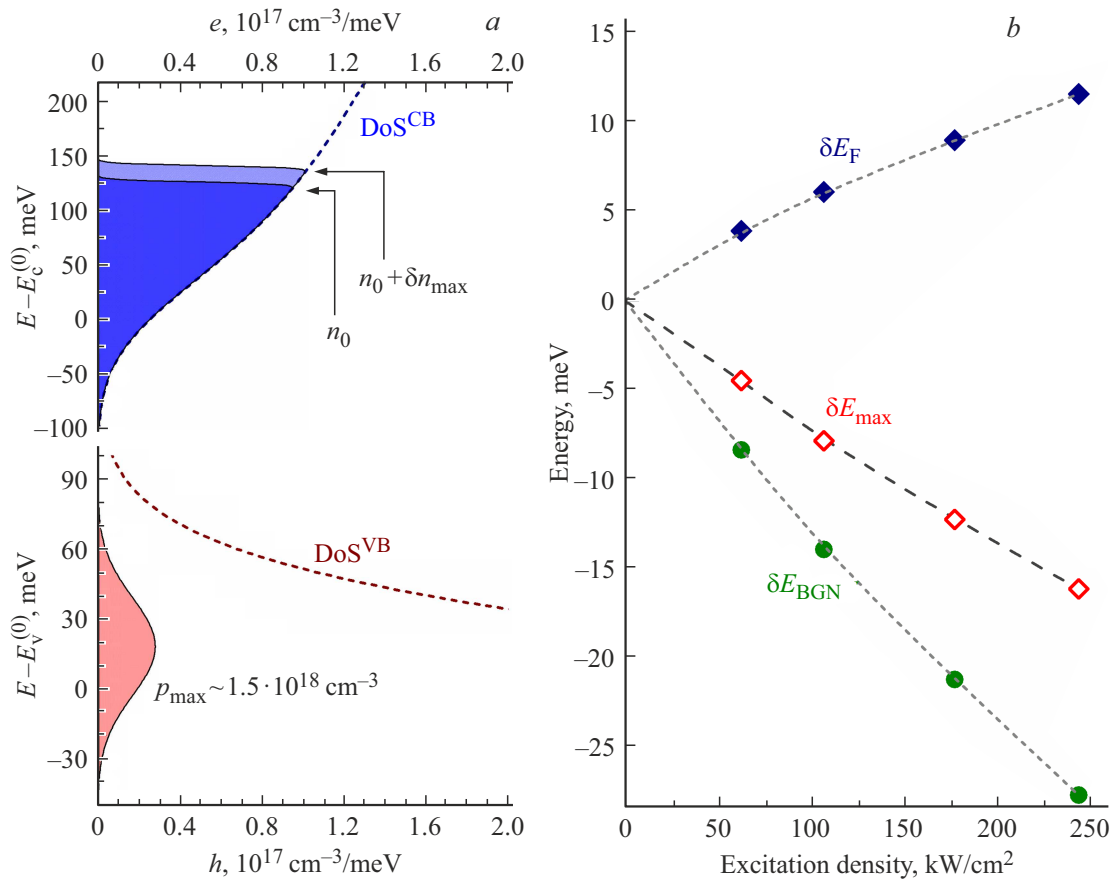 e, 10^17 cm^−3/meV
a
0 0.4 0.8 1.2 1.6 2.0
200
150
100
50
0
−50
−100
E−E_c^(0), meV
DoS^CB
n_0+δn_max
n_0
90
60
30
0
−30
E−E_v^(0), meV
DoS^VB
p_max~1.5·10^18 cm^−3
0 0.4 0.8 1.2 1.6 2.0
h, 10^17 cm^−3/meV
b
15
10
5
0
−5
−10
−15
−20
−25
Energy, meV
δE_F
δE_max
δE_BGN
0 50 100 150 200 250
Excitation density, kW/cm^2